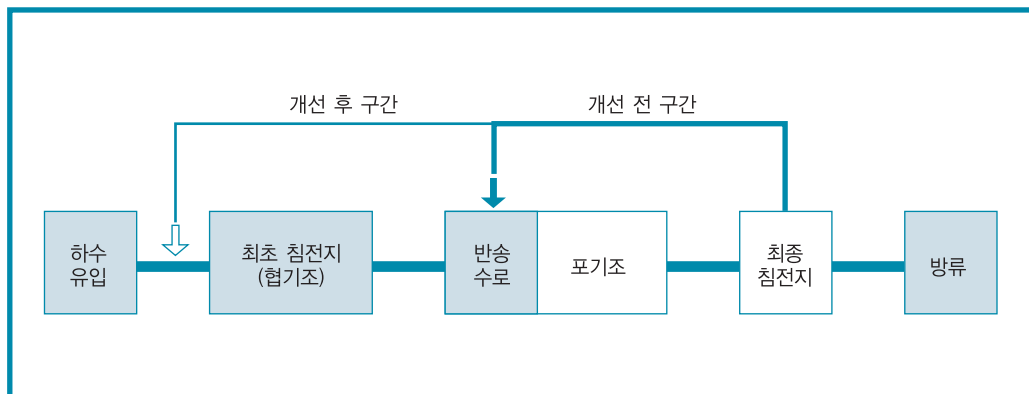 개선 후 구간
개선 전 구간
하수
유입
최초 침전지
(협기조)
반송
수로
포기조
최종
침전지
방류